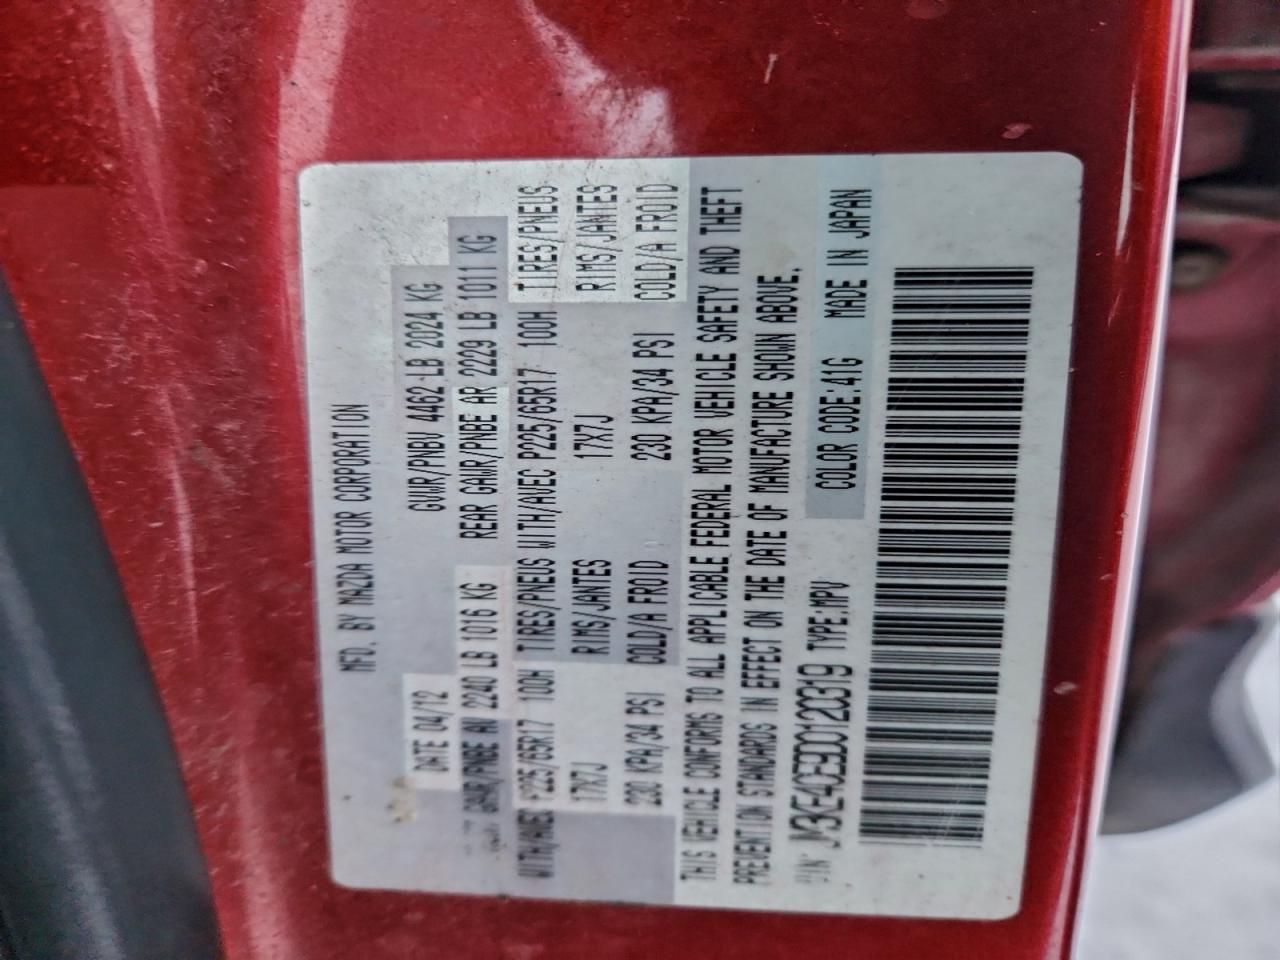 MFD. BY MAZDA MOTOR CORPORATION
DATE 04/12 GVWR/PNBV 4462 LB 2024 KG
GAWR/PNBE AV 2240 LB 1016 KG REAR GAWR/PNBE AR 2229 LB 1011 KG
WITH/AVEC P225/65R17 100H TIRES/PNEUS WITH/AVEC P225/65R17 100H TIRES/PNEUS
17X7J RIMS/JANTES 17X7J RIMS/JANTES
230 KPA/34 PSI COLD/A FROID 230 KPA/34 PSI COLD/A FROID
THIS VEHICLE CONFORMS TO ALL APPLICABLE FEDERAL MOTOR VEHICLE SAFETY AND THEFT
PREVENTION STANDARDS IN EFFECT ON THE DATE OF MANUFACTURE SHOWN ABOVE.
VIN: JM3KE4CE9D0120319 TYPE:MPV COLOR CODE:41G MADE IN JAPAN